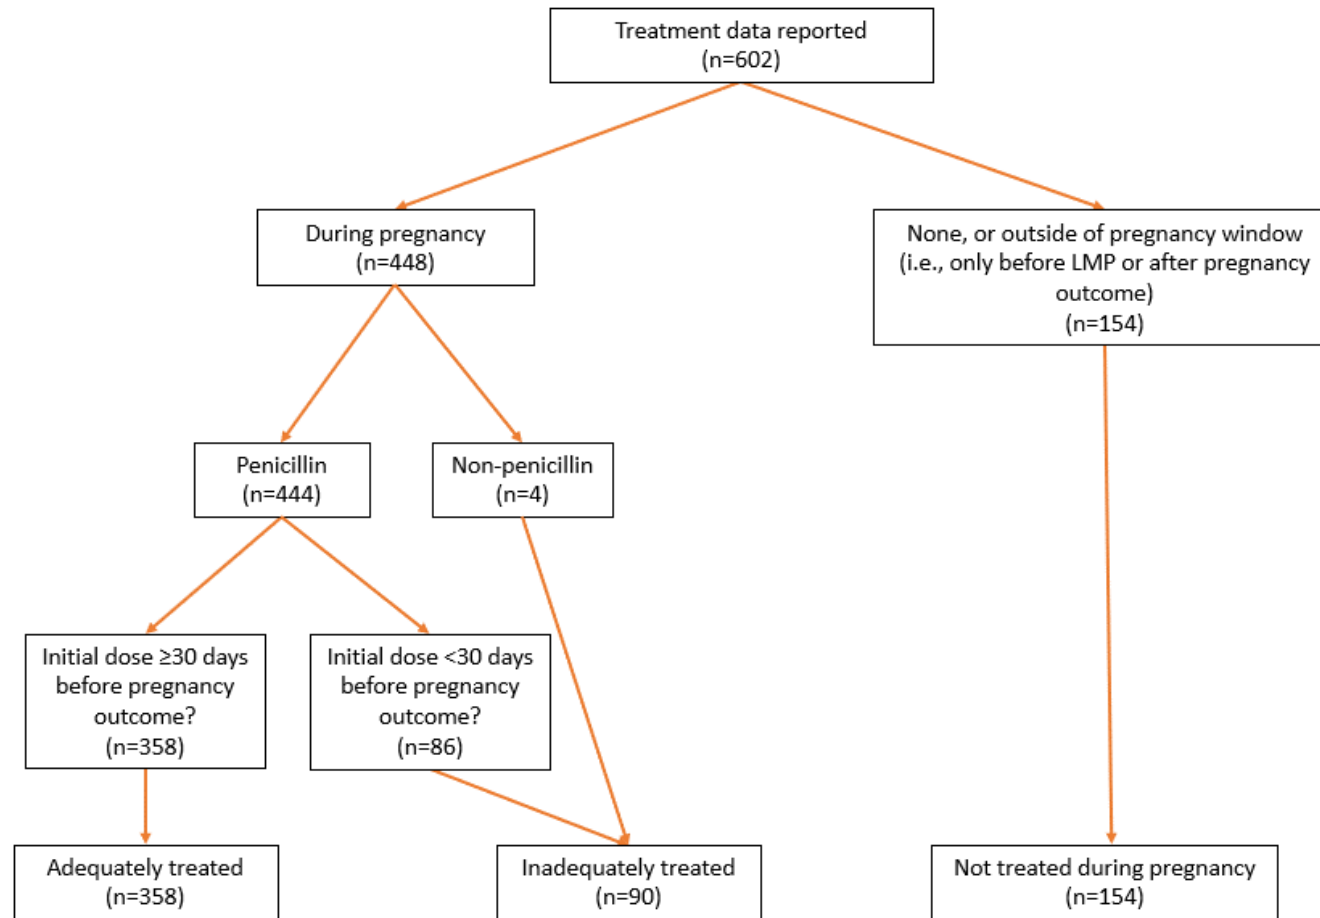 Treatment data reported
(n=602)
During pregnancy
(n=448)
None, or outside of pregnancy window
(i.e., only before LMP or after pregnancy
outcome)
(n=154)
Penicillin
(n=444)
Non-penicillin
(n=4)
Initial dose ≥30 days
before pregnancy
outcome?
(n=358)
Initial dose <30 days
before pregnancy
outcome?
(n=86)
Adequately treated
(n=358)
Inadequately treated
(n=90)
Not treated during pregnancy
(n=154)